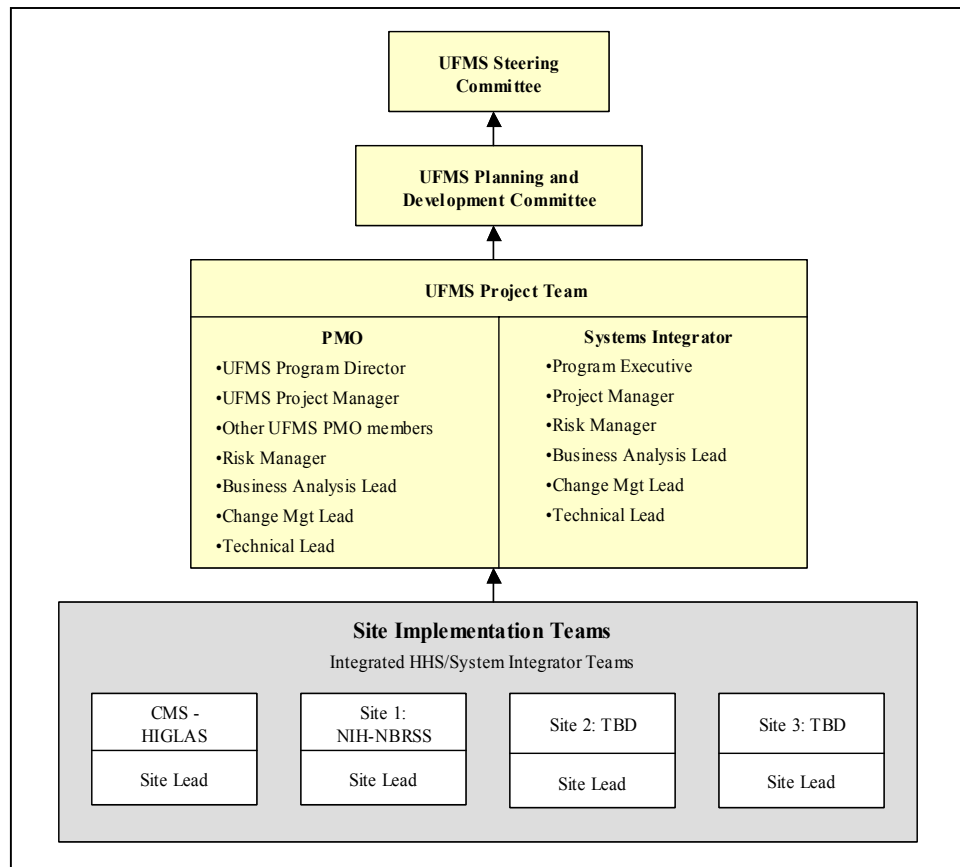 UFMS Steering
Committee
UFMS Planning and
Development Committee
UFMS Project Team
PMO
•UFMS Program Director
•UFMS Project Manager
•Other UFMS PMO members
•Risk Manager
•Business Analysis Lead
•Change Mgt Lead
•Technical Lead
Systems Integrator
•Program Executive
•Project Manager
•Risk Manager
•Business Analysis Lead
•Change Mgt Lead
•Technical Lead
Site Implementation Teams
Integrated HHS/System Integrator Teams
CMS -
HIGLAS
Site Lead
Site 1:
NIH-NBRSS
Site Lead
Site 2: TBD
Site Lead
Site 3: TBD
Site Lead